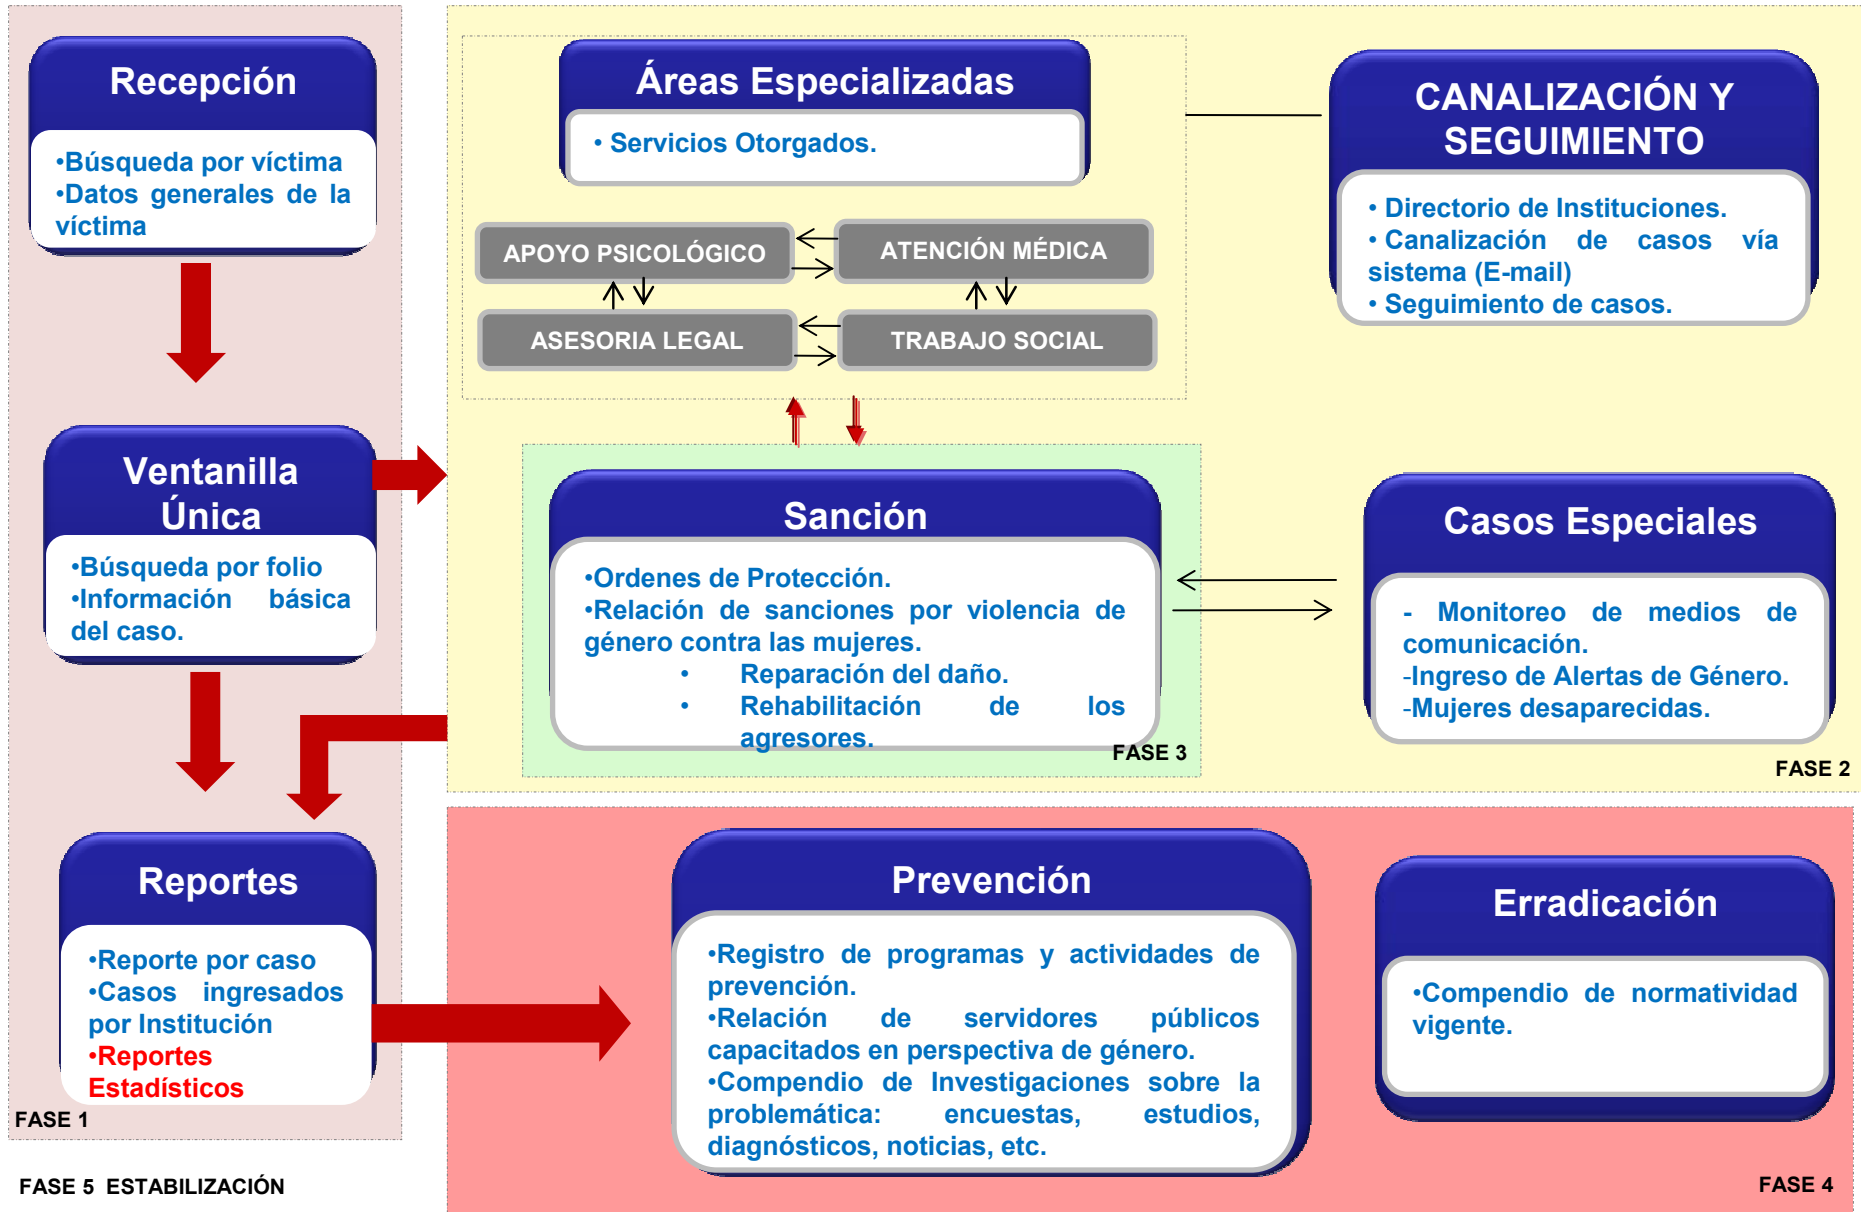 Recepción
•Búsqueda por víctima
•Datos generales de la
víctima
Ventanilla
Única
•Búsqueda por folio
•Información básica
del caso.
Reportes
•Reporte por caso
•Casos ingresados
por Institución
•Reportes
Estadísticos
FASE 1
FASE 5 ESTABILIZACIÓN
Áreas Especializadas
• Servicios Otorgados.
APOYO PSICOLÓGICO
ATENCIÓN MÉDICA
ASESORIA LEGAL
TRABAJO SOCIAL
CANALIZACIÓN Y
SEGUIMIENTO
• Directorio de Instituciones.
• Canalización de casos vía
sistema (E-mail)
• Seguimiento de casos.
Sanción
•Ordenes de Protección.
•Relación de sanciones por violencia de
género contra las mujeres.
• Reparación del daño.
• Rehabilitación de los
agresores.
FASE 3
Casos Especiales
- Monitoreo de medios de
comunicación.
-Ingreso de Alertas de Género.
-Mujeres desaparecidas.
FASE 2
Prevención
•Registro de programas y actividades de
prevención.
•Relación de servidores públicos
capacitados en perspectiva de género.
•Compendio de Investigaciones sobre la
problemática: encuestas, estudios,
diagnósticos, noticias, etc.
Erradicación
•Compendio de normatividad
vigente.
FASE 4